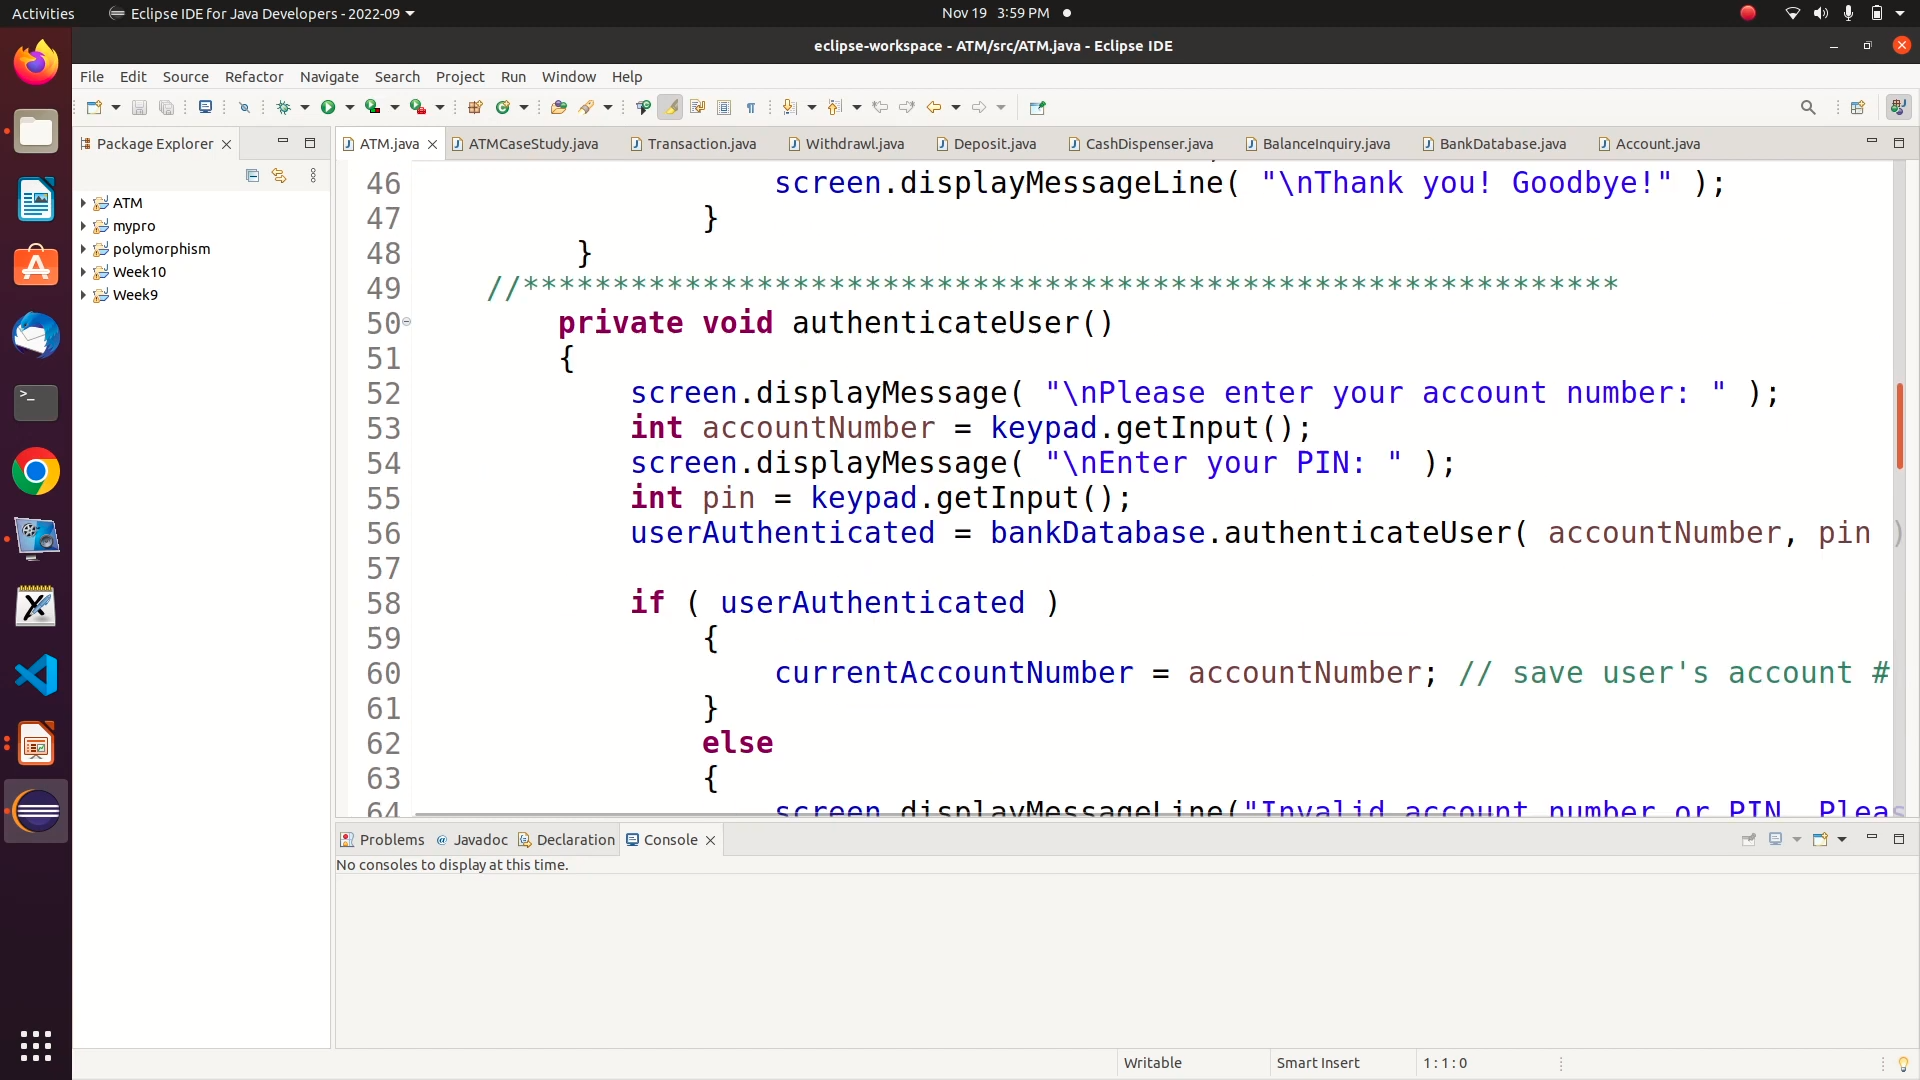 Activities Eclipse IDE for Java Developers - 2022-09 Nov 19 3:59 PM
eclipse-workspace - ATM/src/ATM.java - Eclipse IDE
File Edit Source Refactor Navigate Search Project Run Window Help
Package Explorer ATM.java ATMCaseStudy.java Transaction.java Withdrawl.java Deposit.java CashDispenser.java BalanceInquiry.java BankDatabase.java Account.java
ATM
mypro
polymorphism
Week10
Week9
46 screen.displayMessageLine( "\nThank you! Goodbye!" );
47 }
48 }
49 //*************************************************************
50 private void authenticateUser()
51 {
52 screen.displayMessage( "\nPlease enter your account number: " );
53 int accountNumber = keypad.getInput();
54 screen.displayMessage( "\nEnter your PIN: " );
55 int pin = keypad.getInput();
56 userAuthenticated = bankDatabase.authenticateUser( accountNumber, pin )
57
58 if ( userAuthenticated )
59 {
60 currentAccountNumber = accountNumber; // save user's account #
61 }
62 else
63 {
64 screen.displayMessageLine("Invalid account number or PIN. Pleas
Problems Javadoc Declaration Console
No consoles to display at this time.
Writable Smart Insert 1 : 1 : 0